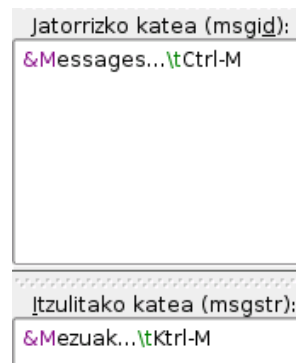 Jatorrizko katea (msgid):
&Messages...\tCtrl-M
Itzulitako katea (msgstr):
&Mezuak...\tKtrl-M